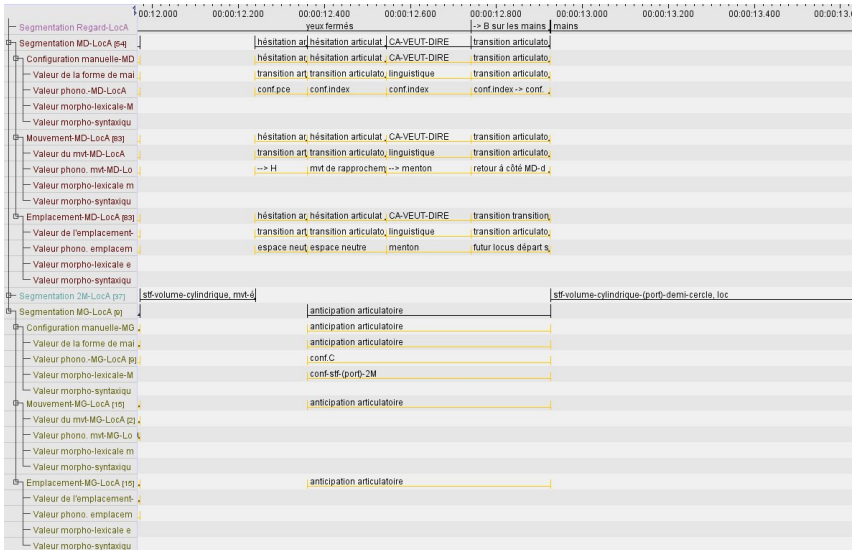 00:00:12.000 00:00:12.200 00:00:12.400 00:00:12.600 00:00:12.800 00:00:13.000 00:00:13.200 00:00:13.400 00:00:13.6
Segmentation Regard-LocA yeux fermés -> B sur les mains mains
Segmentation MD-LocA [54] hésitation ar hésitation articulat CA-VEUT-DIRE transition articulato
Configuration manuelle-MD hésitation ar hésitation articulat CA-VEUT-DIRE transition articulato
Valeur de la forme de mai transition art transition articulato linguistique transition articulato
Valeur phono.-MD-LocA conf.pce conf.index conf.index conf.index -> conf.
Valeur morpho-lexicale-M
Valeur morpho-syntaxiqu
Mouvement-MD-LocA [83] hésitation ar hésitation articulat CA-VEUT-DIRE transition articulato
Valeur du mvt-MD-LocA transition art transition articulato linguistique transition articulato
Valeur phono. mvt-MD-Lo --> H mvt de rapprochem --> menton retour à côté MD-d
Valeur morpho-lexicale m
Valeur morpho-syntaxiqu
Emplacement-MD-LocA [83] hésitation ar hésitation articulat CA-VEUT-DIRE transition transition
Valeur de l'emplacement- transition art transition articulato linguistique transition articulato
Valeur phono. emplacem espace neut espace neutre menton futur locus départ s
Valeur morpho-lexicale e
Valeur morpho-syntaxiqu
Segmentation 2M-LocA [37] stf-volume-cylindrique, mvt-é stf-volume-cylindrique-(port)-demi-cercle, loc
Segmentation MG-LocA [9] anticipation articulatoire
Configuration manuelle-MG anticipation articulatoire
Valeur de la forme de mai anticipation articulatoire
Valeur phono.-MG-LocA [9] conf.C
Valeur morpho-lexicale-M conf-stf-(port)-2M
Valeur morpho-syntaxiqu
Mouvement-MG-LocA [15] anticipation articulatoire
Valeur du mvt-MG-LocA [2]
Valeur phono. mvt-MG-Lo
Valeur morpho-lexicale m
Valeur morpho-syntaxiqu
Emplacement-MG-LocA [15] anticipation articulatoire
Valeur de l'emplacement-
Valeur phono. emplacem
Valeur morpho-lexicale e
Valeur morpho-syntaxiqu